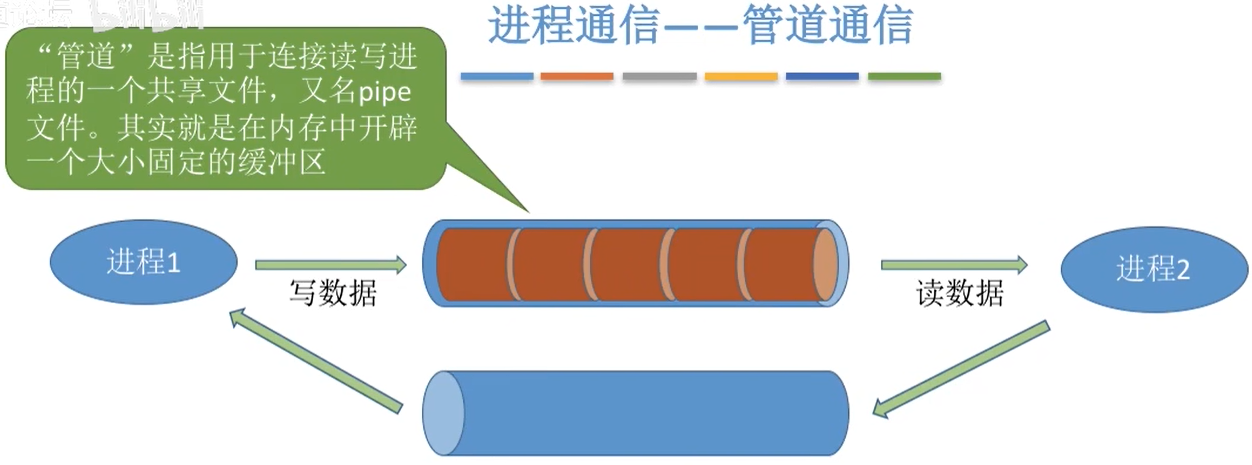 进程通信——管道通信
“管道”是指用于连接读写进
程的一个共享文件，又名pipe
文件。其实就是在内存中开辟
一个大小固定的缓冲区
进程1
写数据
读数据
进程2